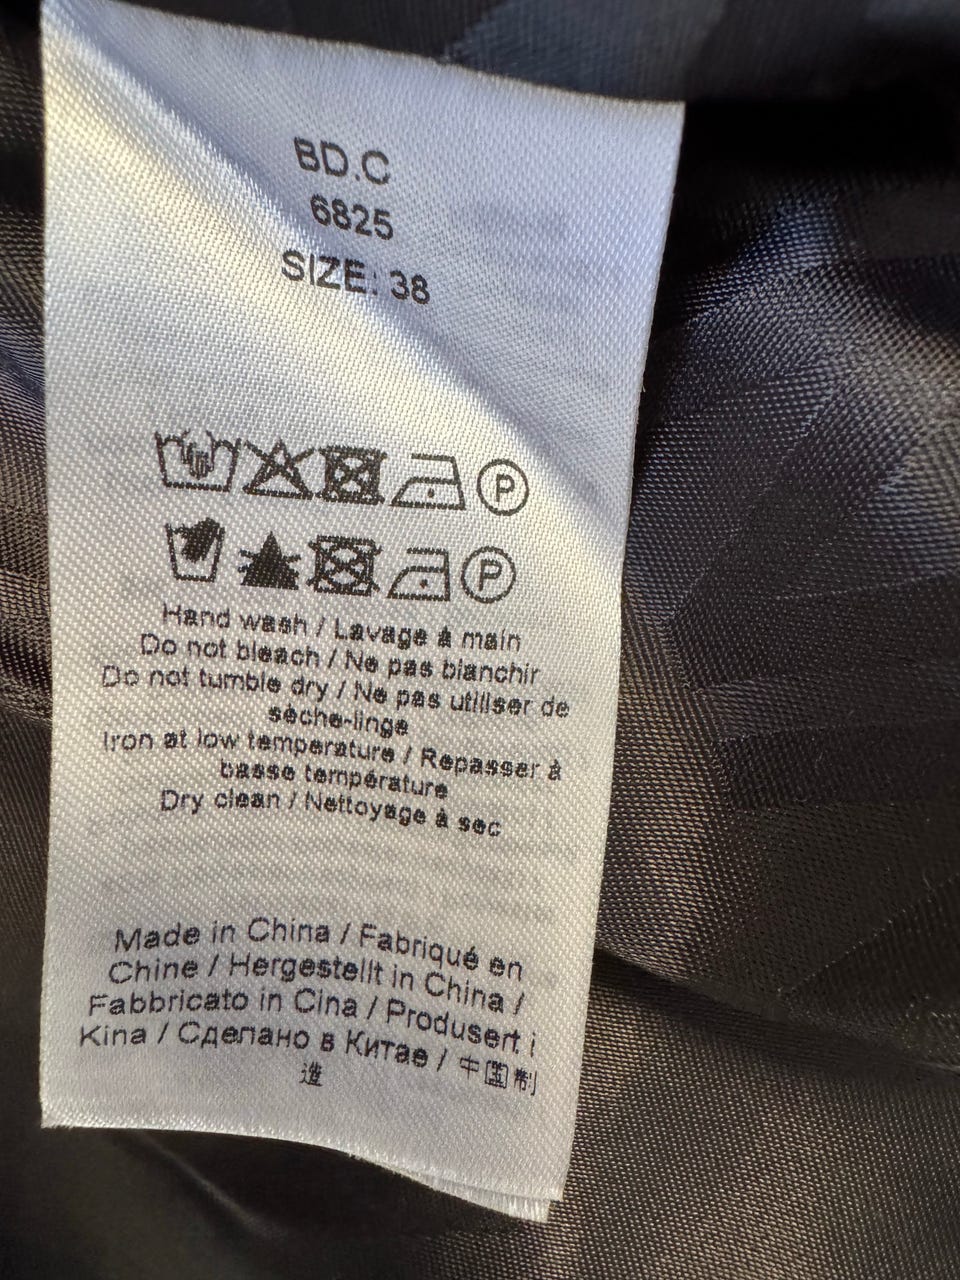 BD.C
6825
SIZE: 38
P
P
Hand wash / Lavage à main
Do not bleach / Ne pas blanchir
Do not tumble dry / Ne pas utiliser de
sèche-linge
Iron at low temperature / Repasser à
basse température
Dry clean / Nettoyage à sec
Made in China / Fabriqué en
Chine / Hergestellt in China /
Fabbricato in Cina / Produsert i
Kina / Сделано в Китае / 中国制
造